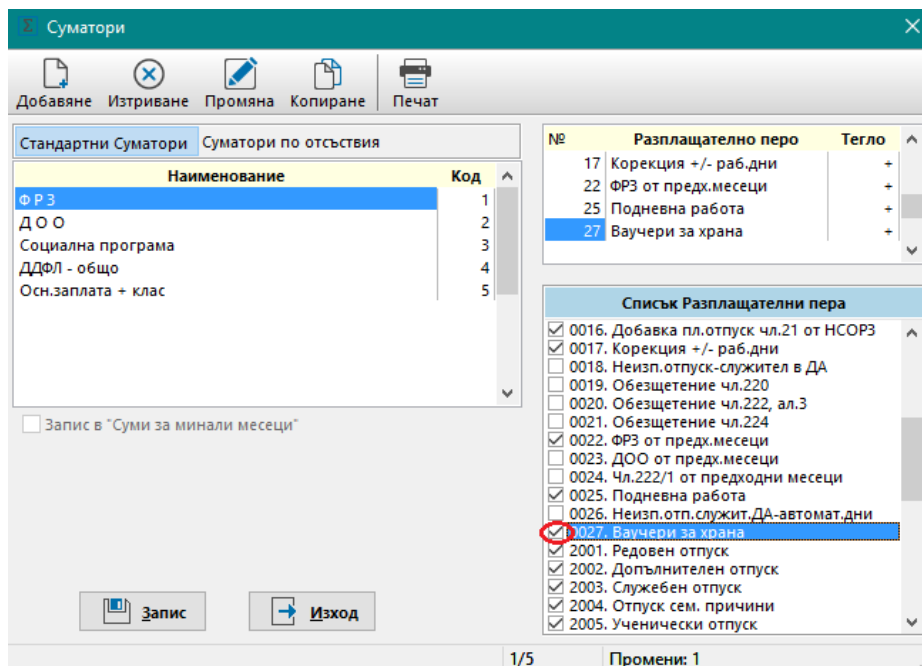 Суматори
Добавяне Изтриване Промяна Копиране Печат
Стандартни Суматори Суматори по отсъствия
Наименование Код
Ф Р З 1
Д О О 2
Социална програма 3
ДДФЛ - общо 4
Осн.заплата + клас 5
Запис в "Суми за минали месеци"
Запис Изход
№ Разплащателно перо Тегло
17 Корекция +/- раб.дни +
22 ФРЗ от предх.месеци +
25 Подневна работа +
27 Ваучери за храна +
Списък Разплащателни пера
0016. Добавка пл.отпуск чл.21 от НСОРЗ
0017. Корекция +/- раб.дни
0018. Неизп.отпуск-служител в ДА
0019. Обезщетение чл.220
0020. Обезщетение чл.222, ал.3
0021. Обезщетение чл.224
0022. ФРЗ от предх.месеци
0023. ДОО от предх.месеци
0024. Чл.222/1 от предходни месеци
0025. Подневна работа
0026. Неизп.отп.служит.ДА-автомат.дни
0027. Ваучери за храна
2001. Редовен отпуск
2002. Допълнителен отпуск
2003. Служебен отпуск
2004. Отпуск сем. причини
2005. Ученически отпуск
1/5 Промени: 1